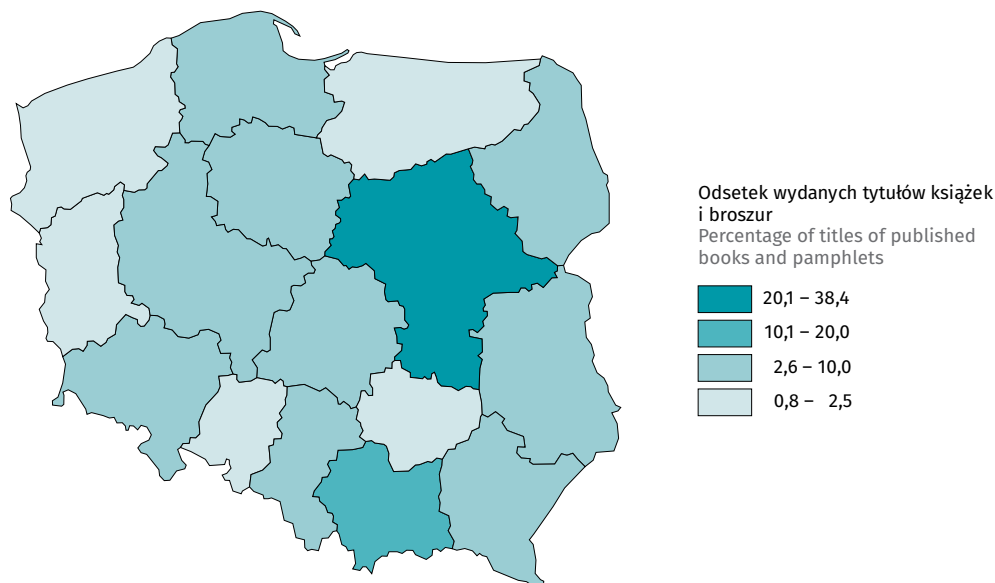 Odsetek wydanych tytułów książek
i broszur
Percentage of titles of published
books and pamphlets
20,1 – 38,4
10,1 – 20,0
2,6 – 10,0
0,8 – 2,5